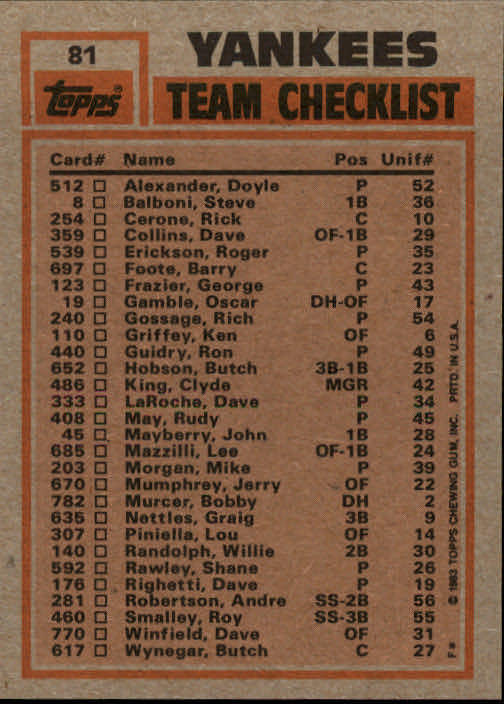 81
YANKEES
topps
TEAM CHECKLIST
Card# Name Pos Unif#
512 Alexander, Doyle P 52
8 Balboni, Steve 1B 36
254 Cerone, Rick C 10
359 Collins, Dave OF-1B 29
539 Erickson, Roger P 35
697 Foote, Barry C 23
123 Frazier, George P 43
19 Gamble, Oscar DH-OF 17
240 Gossage, Rich P 54
110 Griffey, Ken OF 6
440 Guidry, Ron P 49
652 Hobson, Butch 3B-1B 25
486 King, Clyde MGR 42
333 LaRoche, Dave P 34
408 May, Rudy P 45
45 Mayberry, John 1B 28
685 Mazzilli, Lee OF-1B 24
203 Morgan, Mike P 39
670 Mumphrey, Jerry OF 22
782 Murcer, Bobby DH 2
635 Nettles, Graig 3B 9
307 Piniella, Lou OF 14
140 Randolph, Willie 2B 30
592 Rawley, Shane P 26
176 Righetti, Dave P 19
281 Robertson, Andre SS-2B 56
460 Smalley, Roy SS-3B 55
770 Winfield, Dave OF 31
617 Wynegar, Butch C 27
F* © 1983 TOPPS CHEWING GUM, INC. PRTD. IN U.S.A.